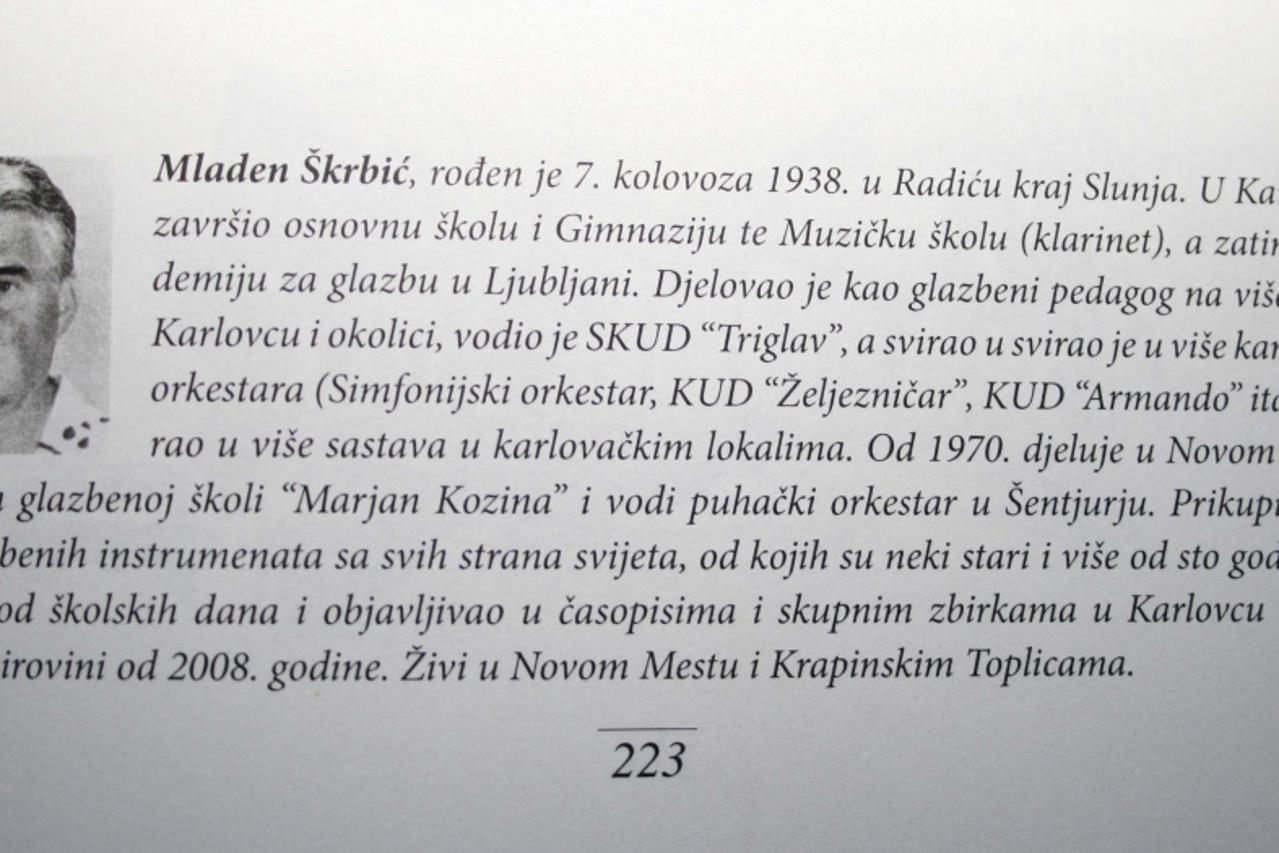 Mladen Škrbić, rođen je 7. kolovoza 1938. u Radiću kraj Slunja. U
završio osnovnu školu i Gimnaziju te Muzičku školu (klarinet), a
demiju za glazbu u Ljubljani. Djelovao je kao glazbeni pedagog na
Karlovcu i okolici, vodio je SKUD “Triglav”, a svirao u svirao je u više
orkestara (Simfonijski orkestar, KUD “Željezničar”, KUD “Armando”
rao u više sastava u karlovačkim lokalima. Od 1970. djeluje u Novom
glazbenoj školi “Marjan Kozina” i vodi puhački orkestar u Šentjurju.
benih instrumenata sa svih strana svijeta, od kojih su neki stari i više od sto
od školskih dana i objavljivao u časopisima i skupnim zbirkama u Karlovcu
irovini od 2008. godine. Živi u Novom Mestu i Krapinskim Toplicama.
223